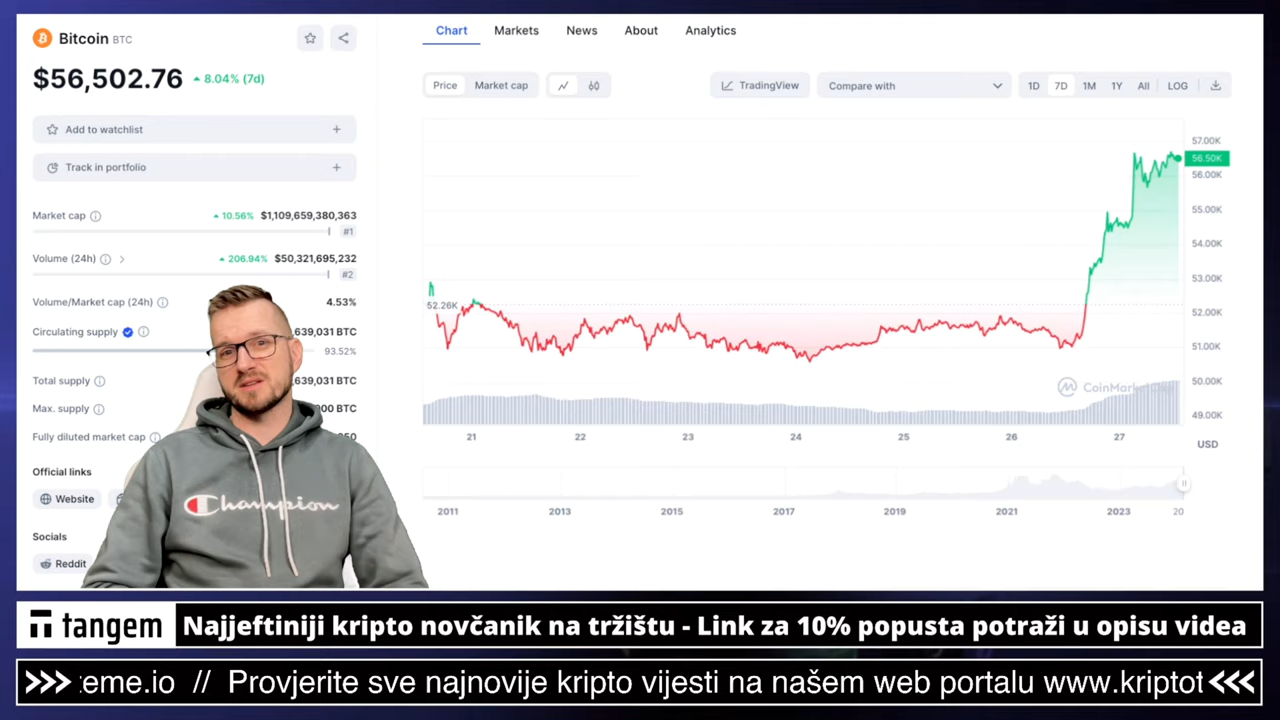 Bitcoin BTC
$56,502.76 8.04% (7d)
Add to watchlist
Track in portfolio
Market cap 10.56% $1,109,659,380,363
#1
Volume (24h) 206.94% $50,321,695,232
#2
Volume/Market cap (24h) 4.53%
Circulating supply 639,031 BTC
93.52%
Total supply 639,031 BTC
Max. supply 000 BTC
Fully diluted market cap
Official links
Website
Socials
Reddit
Chart Markets News About Analytics
Price Market cap TradingView Compare with 1D 7D 1M 1Y All LOG
57.00K
56.50K
56.00K
55.00K
54.00K
53.00K
52.26K
52.00K
51.00K
50.00K
49.00K
21 22 23 24 25 26 27
USD
2011 2013 2015 2017 2019 2021 2023 20
tangem Najjeftiniji kripto novčanik na tržištu - Link za 10% popusta potraži u opisu videa
eme.io // Provjerite sve najnovije kripto vijesti na našem web portalu www.kriptot